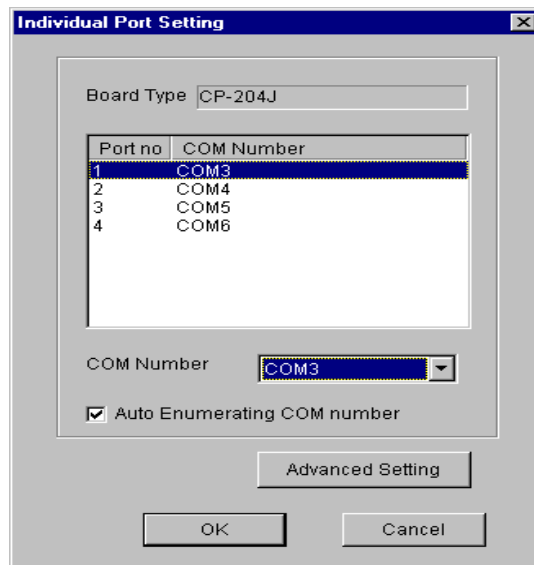 Individual Port Setting
Board Type CP-204J
Port no COM Number
1 COM3
2 COM4
3 COM5
4 COM6
COM Number COM3
Auto Enumerating COM number
Advanced Setting
OK Cancel